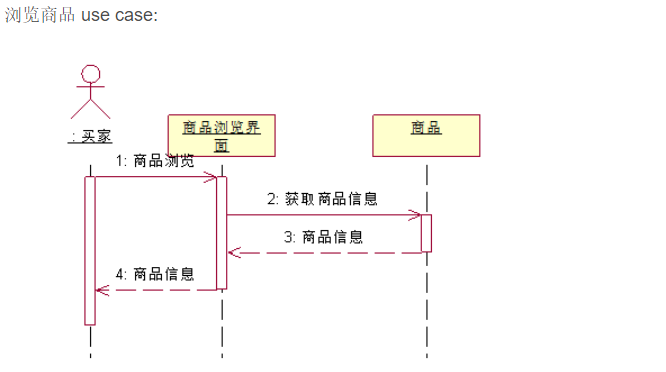 浏览商品 use case:
: 买家
商品浏览界
面
商品
1: 商品浏览
2: 获取商品信息
3: 商品信息
4: 商品信息